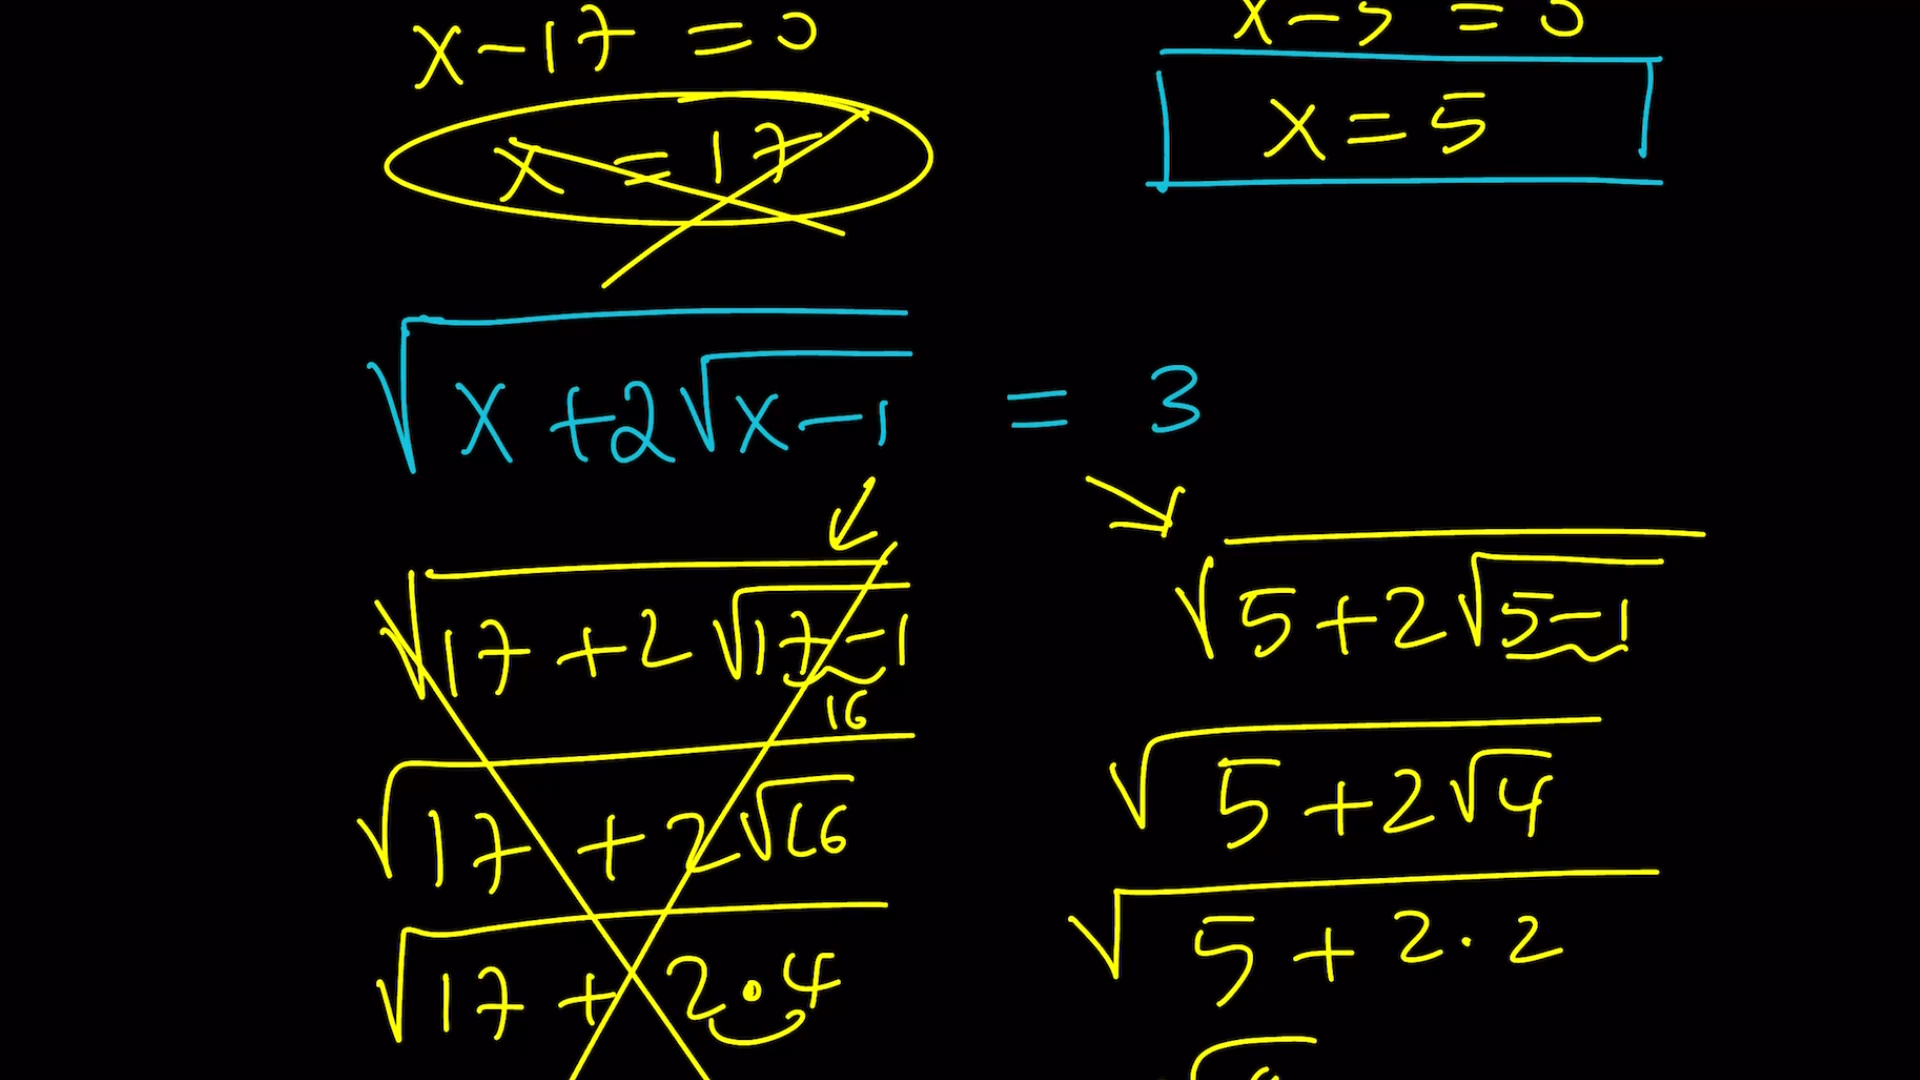 x-17=0
x-5=0
x=17
x=5
√(x+2√(x-1)) = 3
√(17+2√(17-1))
16
√(5+2√(5-1))
√(17+2√16)
√(5+2√4)
√(17+2·4)
√(5+2·2)